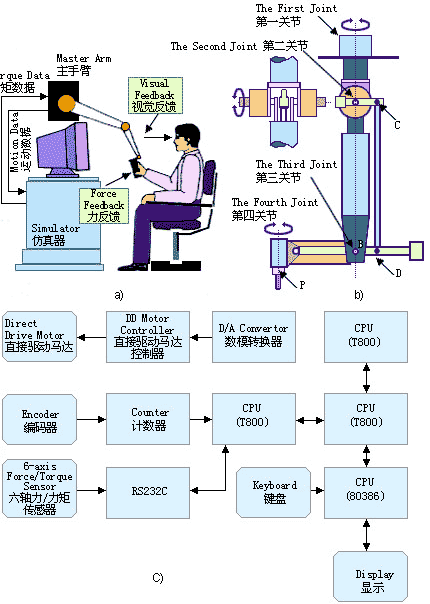 Master Arm
主手臂
rque Data
矩数据
Visual
Feedback
视觉反馈
Motion Data
运动数据
Force
Feedback
力反馈
Simulator
仿真器
a)
The First Joint
第一关节
The Second Joint 第二关节
C
The Third Joint
第三关节
B
The Fourth Joint
第四关节
D
P
b)
Direct
Drive Motor
直接驱动马达
DD Motor
Controller
直接驱动马达
控制器
D/A Convertor
数模转换器
CPU
(T800)
Encoder
编码器
Counter
计数器
CPU
(T800)
CPU
(T800)
6-axis
Force/Torque
Sensor
六轴力/力矩
传感器
RS232C
Keyboard
键盘
CPU
(80386)
Display
显示
C)